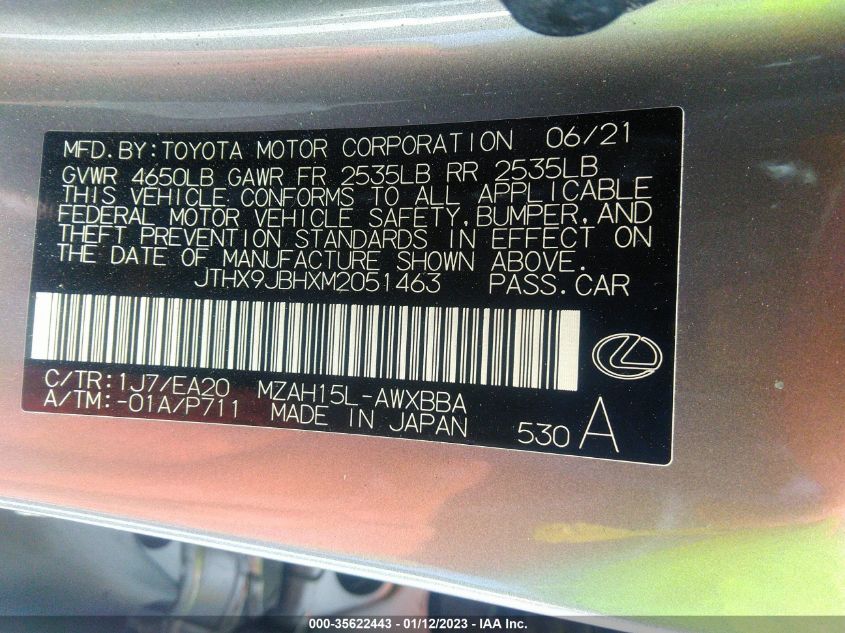 MFD. BY: TOYOTA MOTOR CORPORATION 06/21
GVWR 4650LB GAWR FR 2535LB RR 2535LB
THIS VEHICLE CONFORMS TO ALL APPLICABLE
FEDERAL MOTOR VEHICLE SAFETY, BUMPER, AND
THEFT PREVENTION STANDARDS IN EFFECT ON
THE DATE OF MANUFACTURE SHOWN ABOVE.
JTHX9JBHXM2051463 PASS. CAR
C/TR: 1J7/EA20 MZAH15L-AWXBBA
A/TM: -01A/P711 MADE IN JAPAN 530 A
000-35622443 - 01/12/2023 - IAA Inc.